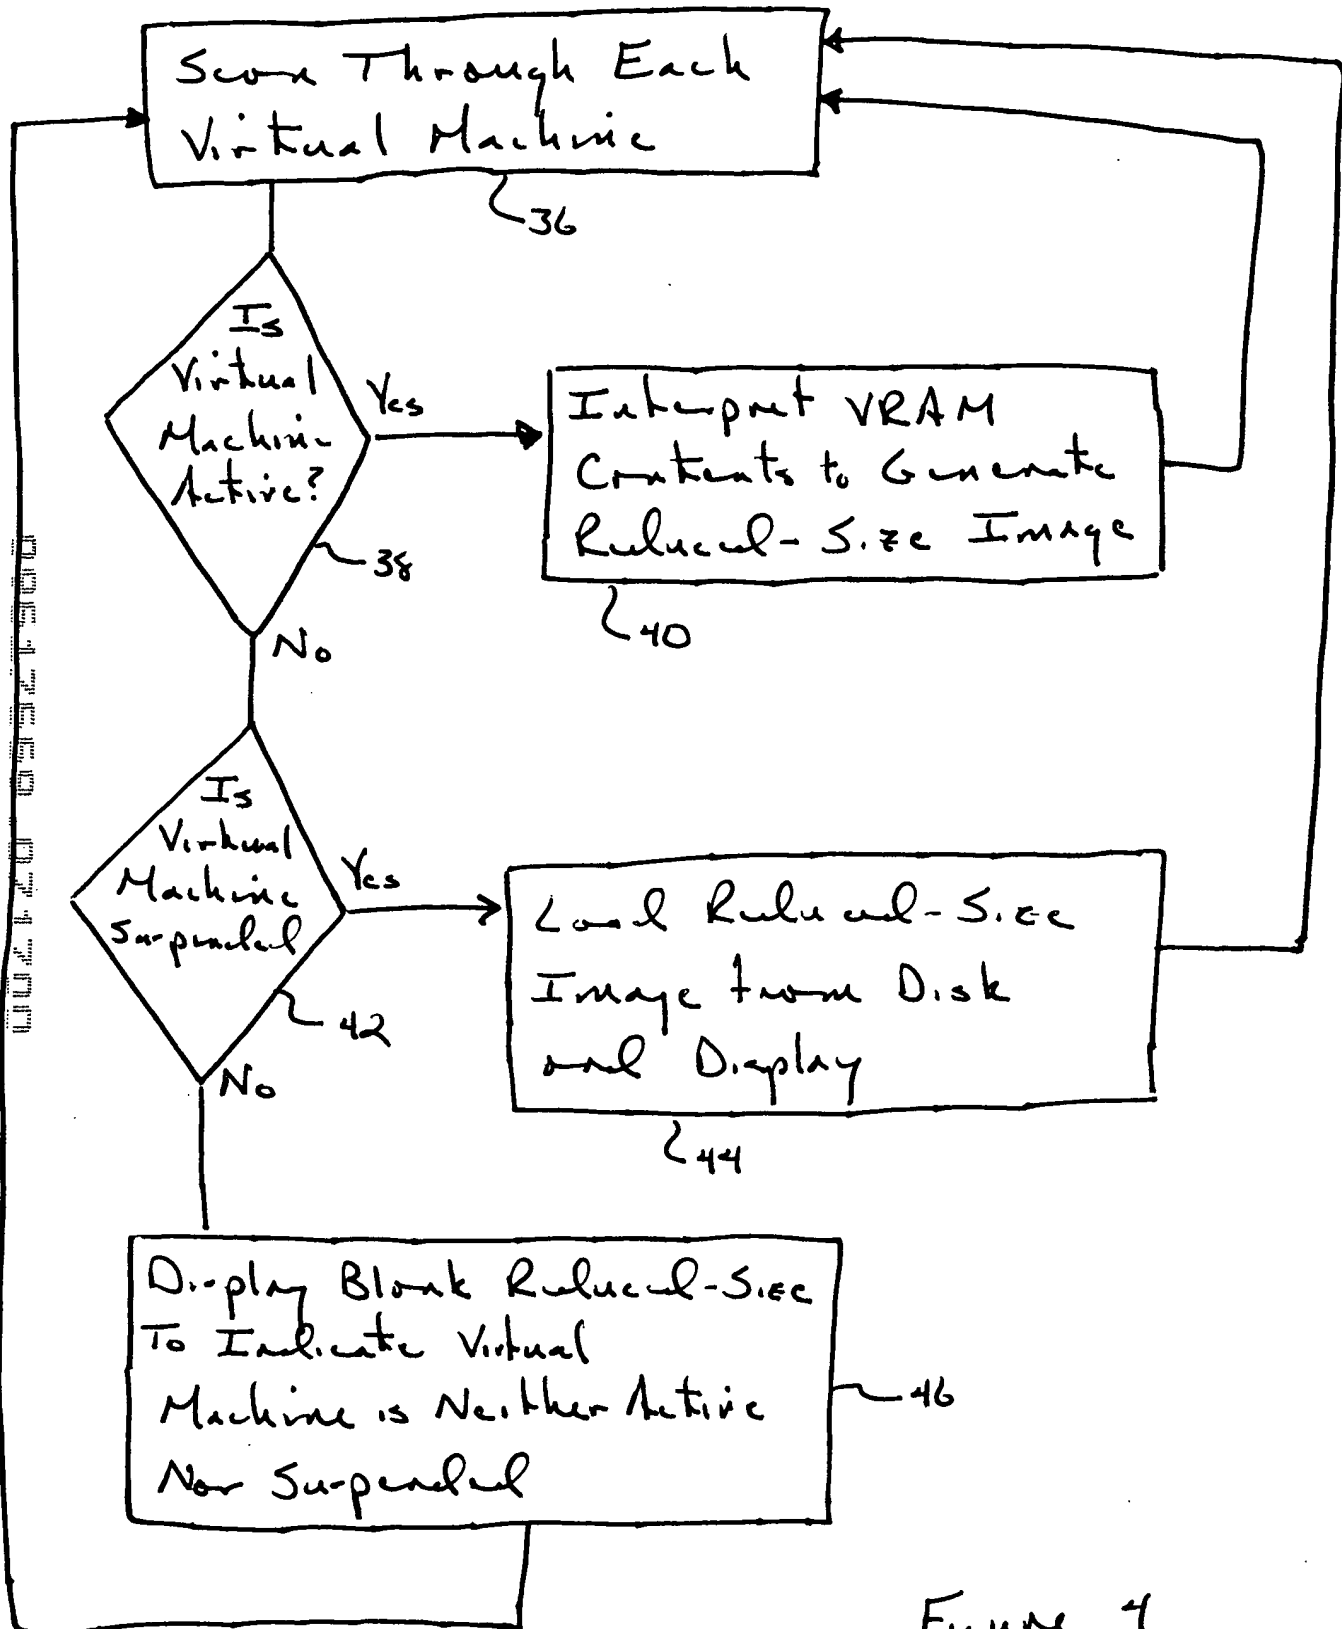 Scan Through Each
Virtual Machine
36
Is
Virtual
Machine
Active?
Yes
38
No
Interpret VRAM
Contents to Generate
Reduced-Size Image
40
Is
Virtual
Machine
Suspended
Yes
42
No
Load Reduced-Size
Image from Disk
and Display
44
Display Blank Reduced-Size
To Indicate Virtual
Machine is Neither Active
Nor Suspended
46
Figure 4